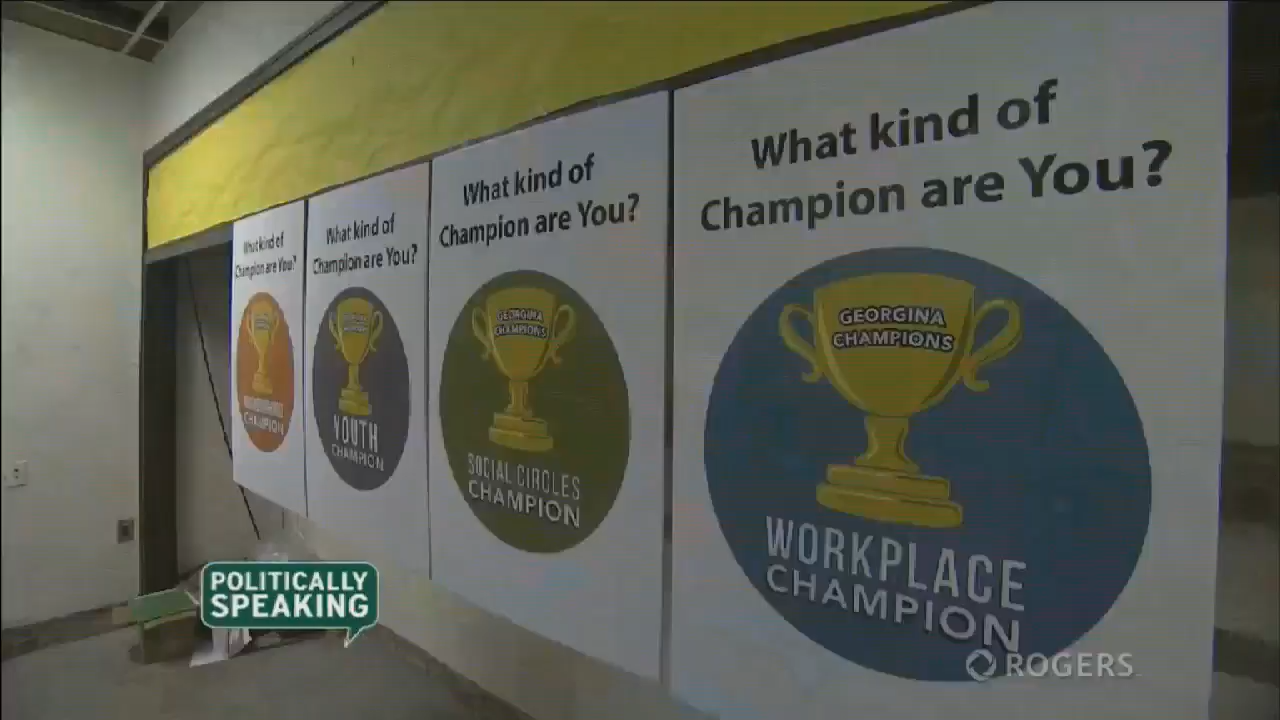 What kind of
Champion are You?
CHAMPION
What kind of
Champion are You?
YOUTH
CHAMPION
What kind of
Champion are You?
GEORGINA
CHAMPIONS
SOCIAL CIRCLES
CHAMPION
What kind of
Champion are You?
GEORGINA
CHAMPIONS
WORKPLACE
CHAMPION
POLITICALLY
SPEAKING
ROGERS